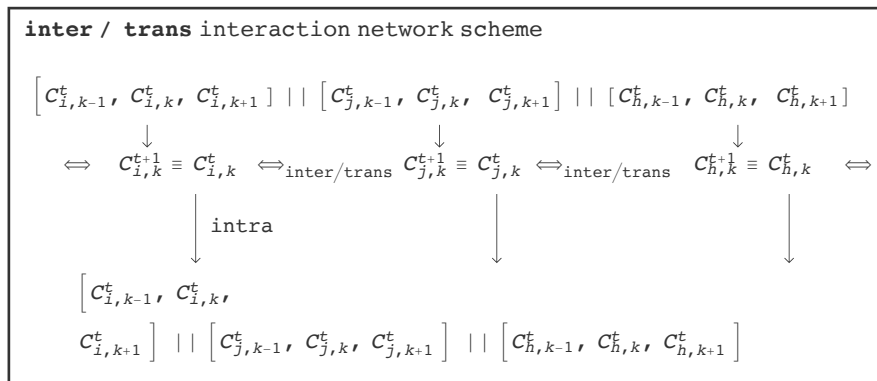 inter / trans interaction network scheme
[C^t_{i,k-1}, C^t_{i,k}, C^t_{i,k+1}] || [C^t_{j,k-1}, C^t_{j,k}, C^t_{j,k+1}] || [C^t_{h,k-1}, C^t_{h,k}, C^t_{h,k+1}]
↓ ↓ ↓
⟺ C^{t+1}_{i,k} ≡ C^t_{i,k} ⟺_{inter/trans} C^{t+1}_{j,k} ≡ C^t_{j,k} ⟺_{inter/trans} C^{t+1}_{h,k} ≡ C^t_{h,k} ⟺
↓ intra ↓ ↓
[C^t_{i,k-1}, C^t_{i,k},
C^t_{i,k+1}] || [C^t_{j,k-1}, C^t_{j,k}, C^t_{j,k+1}] || [C^t_{h,k-1}, C^t_{h,k}, C^t_{h,k+1}]